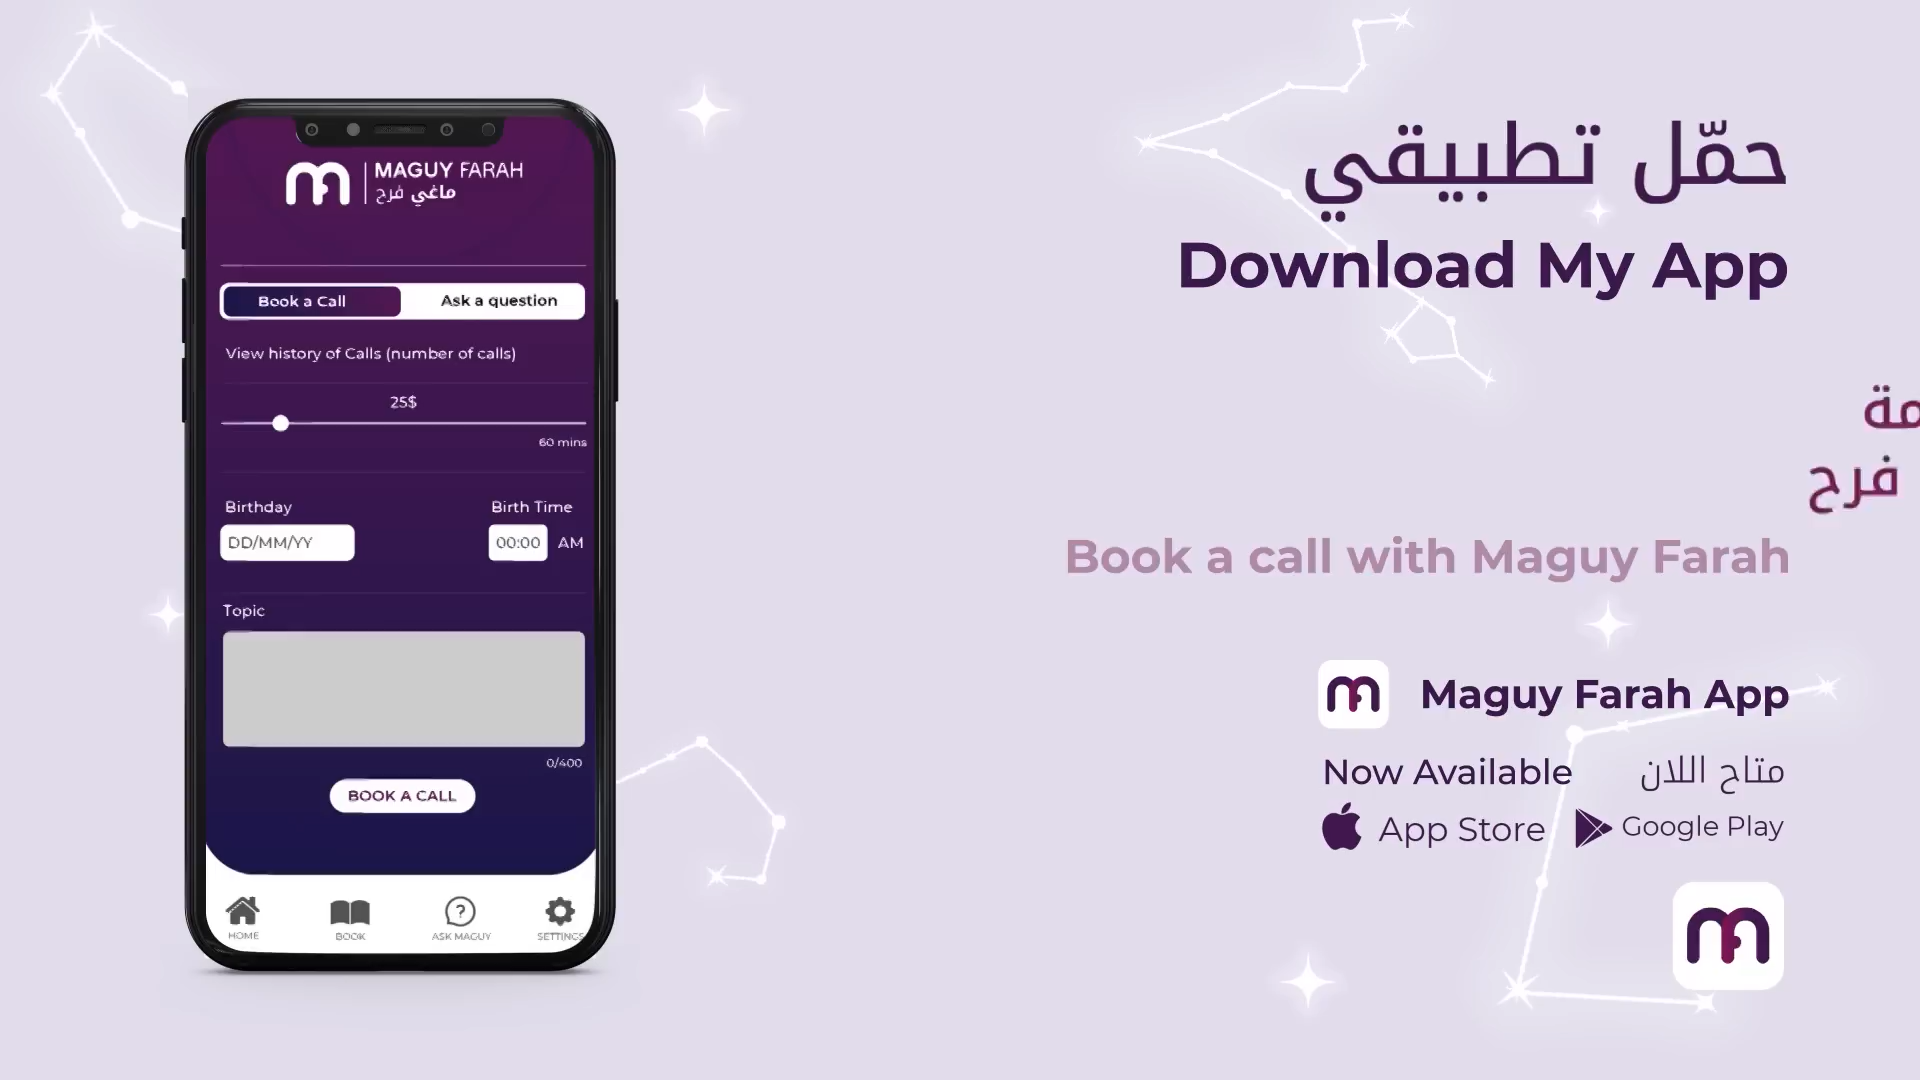 MAGUY FARAH
ماغي فرح
Book a Call
Ask a question
View history of Calls (number of calls)
25$
60 mins
Birthday
Birth Time
DD/MM/YY
00:00 AM
Topic
0/400
BOOK A CALL
HOME
BOOK
ASK MAGUY
SETTINGS
حمّل تطبيقي
Download My App
فرح
Book a call with Maguy Farah
Maguy Farah App
Now Available
متاح اللان
App Store
Google Play